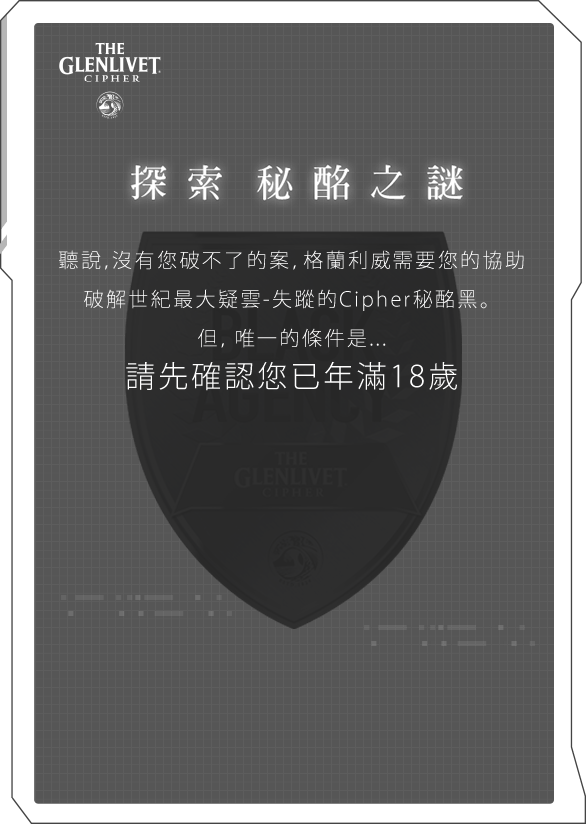 THE
GLENLIVET
CIPHER
探索 秘酩之謎
聽說,沒有您破不了的案,格蘭利威需要您的協助
破解世紀最大疑雲-失蹤的Cipher秘酩黑。
但, 唯一的條件是...
請先確認您已年滿18歲
AGENCY
THE
GLENLIVET
CIPHER